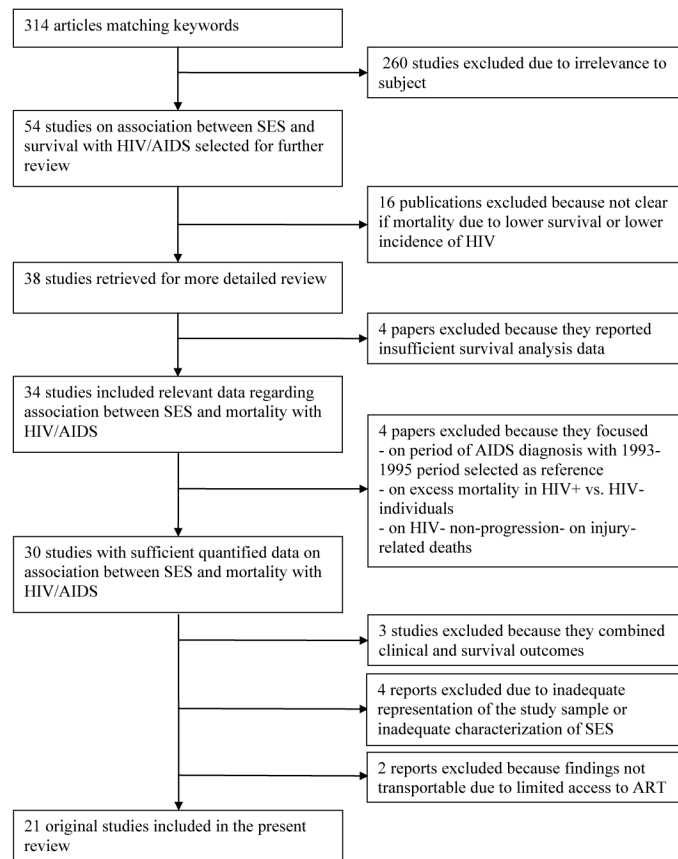 314 articles matching keywords
260 studies excluded due to irrelevance to
subject
54 studies on association between SES and
survival with HIV/AIDS selected for further
review
16 publications excluded because not clear
if mortality due to lower survival or lower
incidence of HIV
38 studies retrieved for more detailed review
4 papers excluded because they reported
insufficient survival analysis data
34 studies included relevant data regarding
association between SES and mortality with
HIV/AIDS
4 papers excluded because they focused
- on period of AIDS diagnosis with 1993-
1995 period selected as reference
- on excess mortality in HIV+ vs. HIV-
individuals
- on HIV- non-progression- on injury-
related deaths
30 studies with sufficient quantified data on
association between SES and mortality with
HIV/AIDS
3 studies excluded because they combined
clinical and survival outcomes
4 reports excluded due to inadequate
representation of the study sample or
inadequate characterization of SES
2 reports excluded because findings not
transportable due to limited access to ART
21 original studies included in the present
review